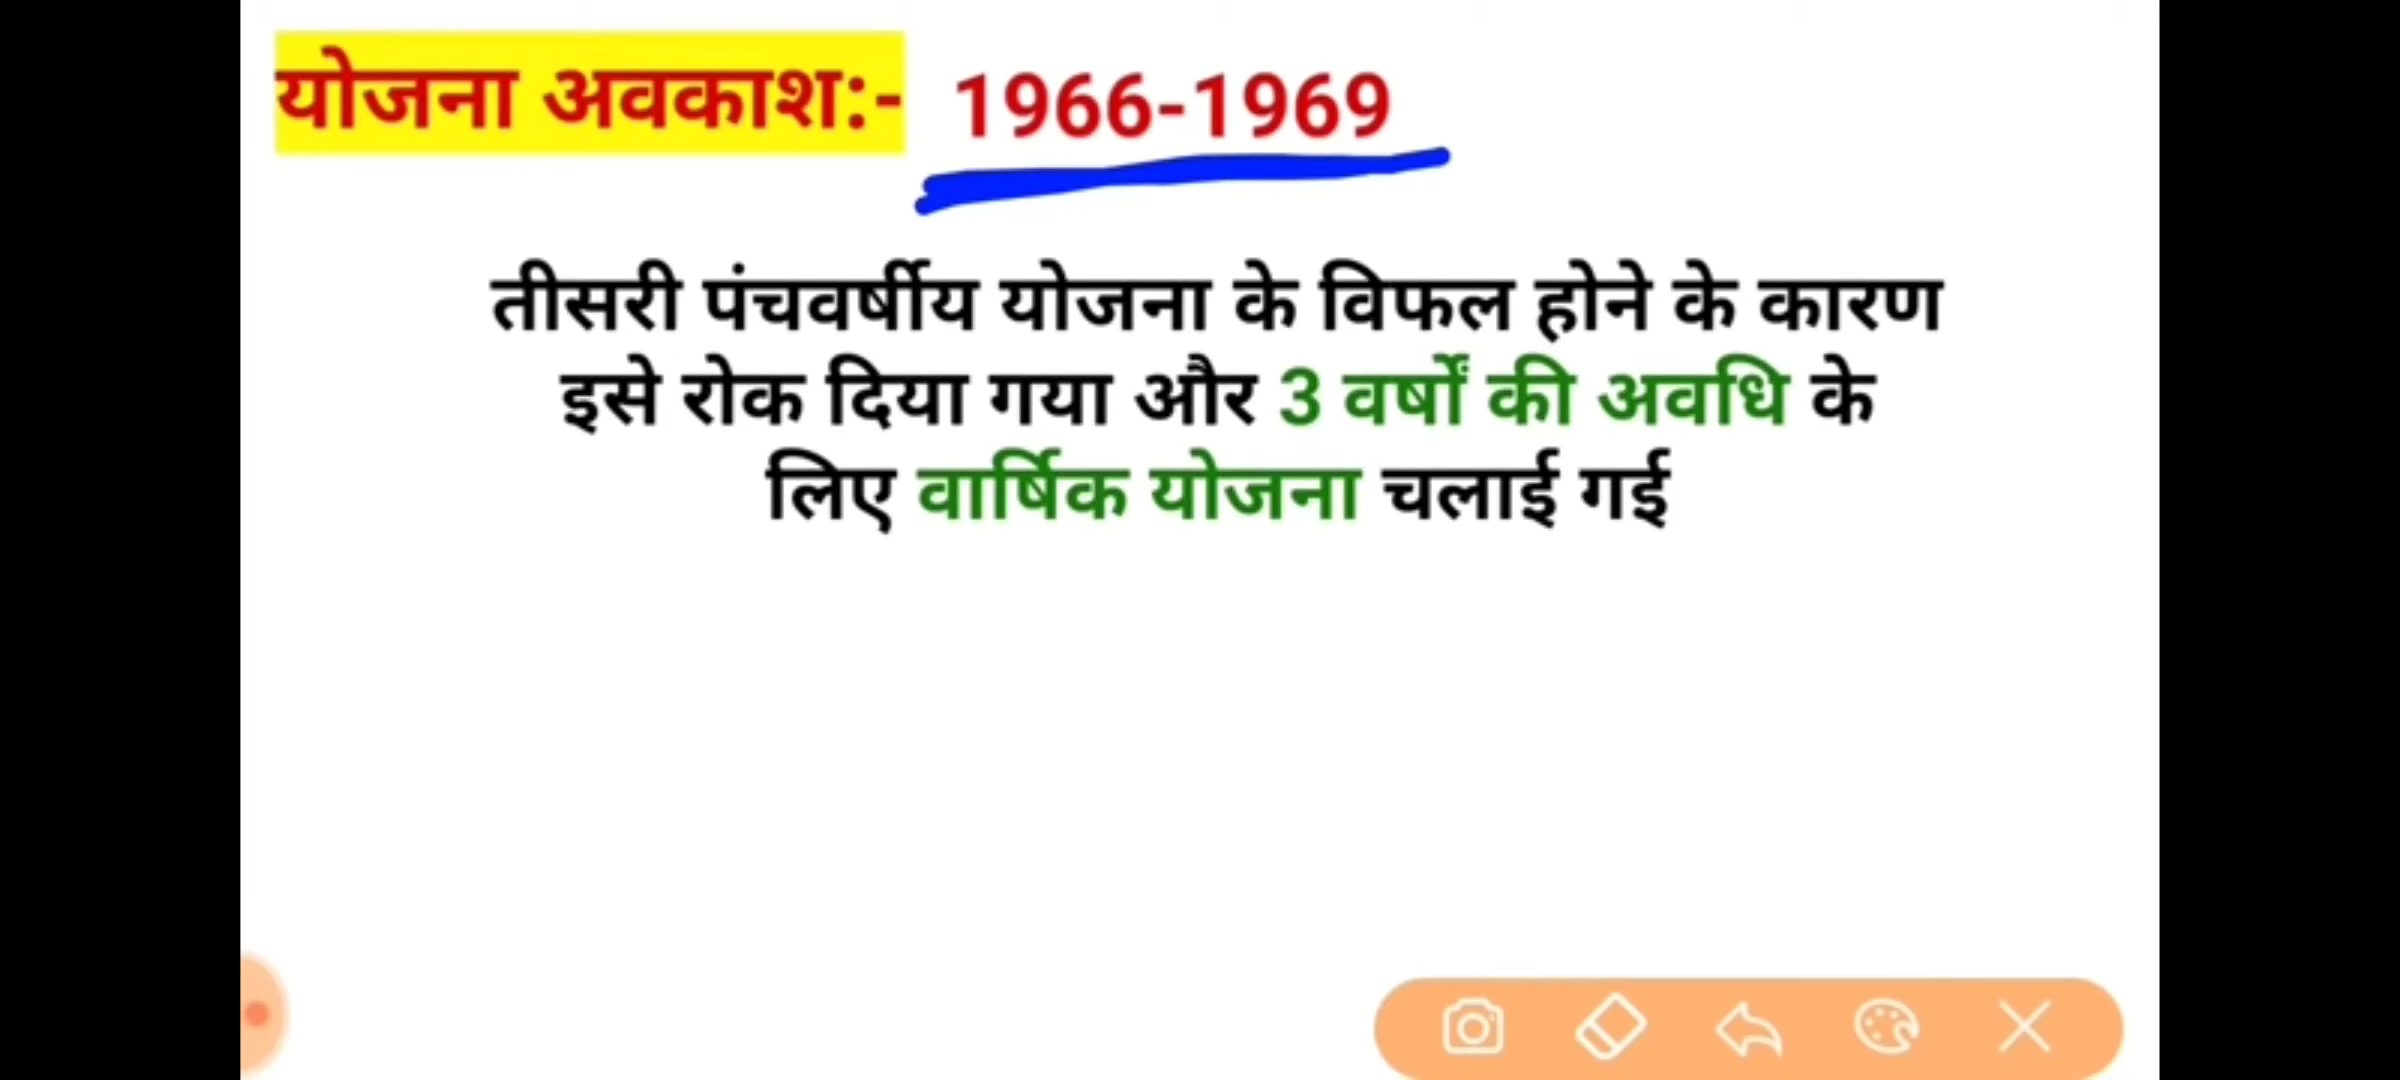 योजना अवकाश:- 1966-1969
तीसरी पंचवर्षीय योजना के विफल होने के कारण
इसे रोक दिया गया और 3 वर्षों की अवधि के
लिए वार्षिक योजना चलाई गई